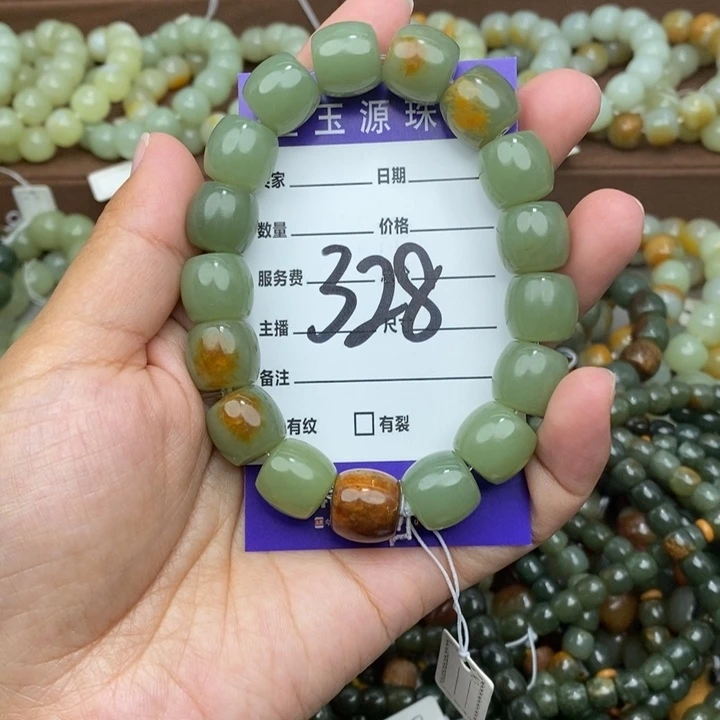 玉源珠
家 日期
数量 价格
服务费
328
主播 尺寸
备注
有纹 □有裂